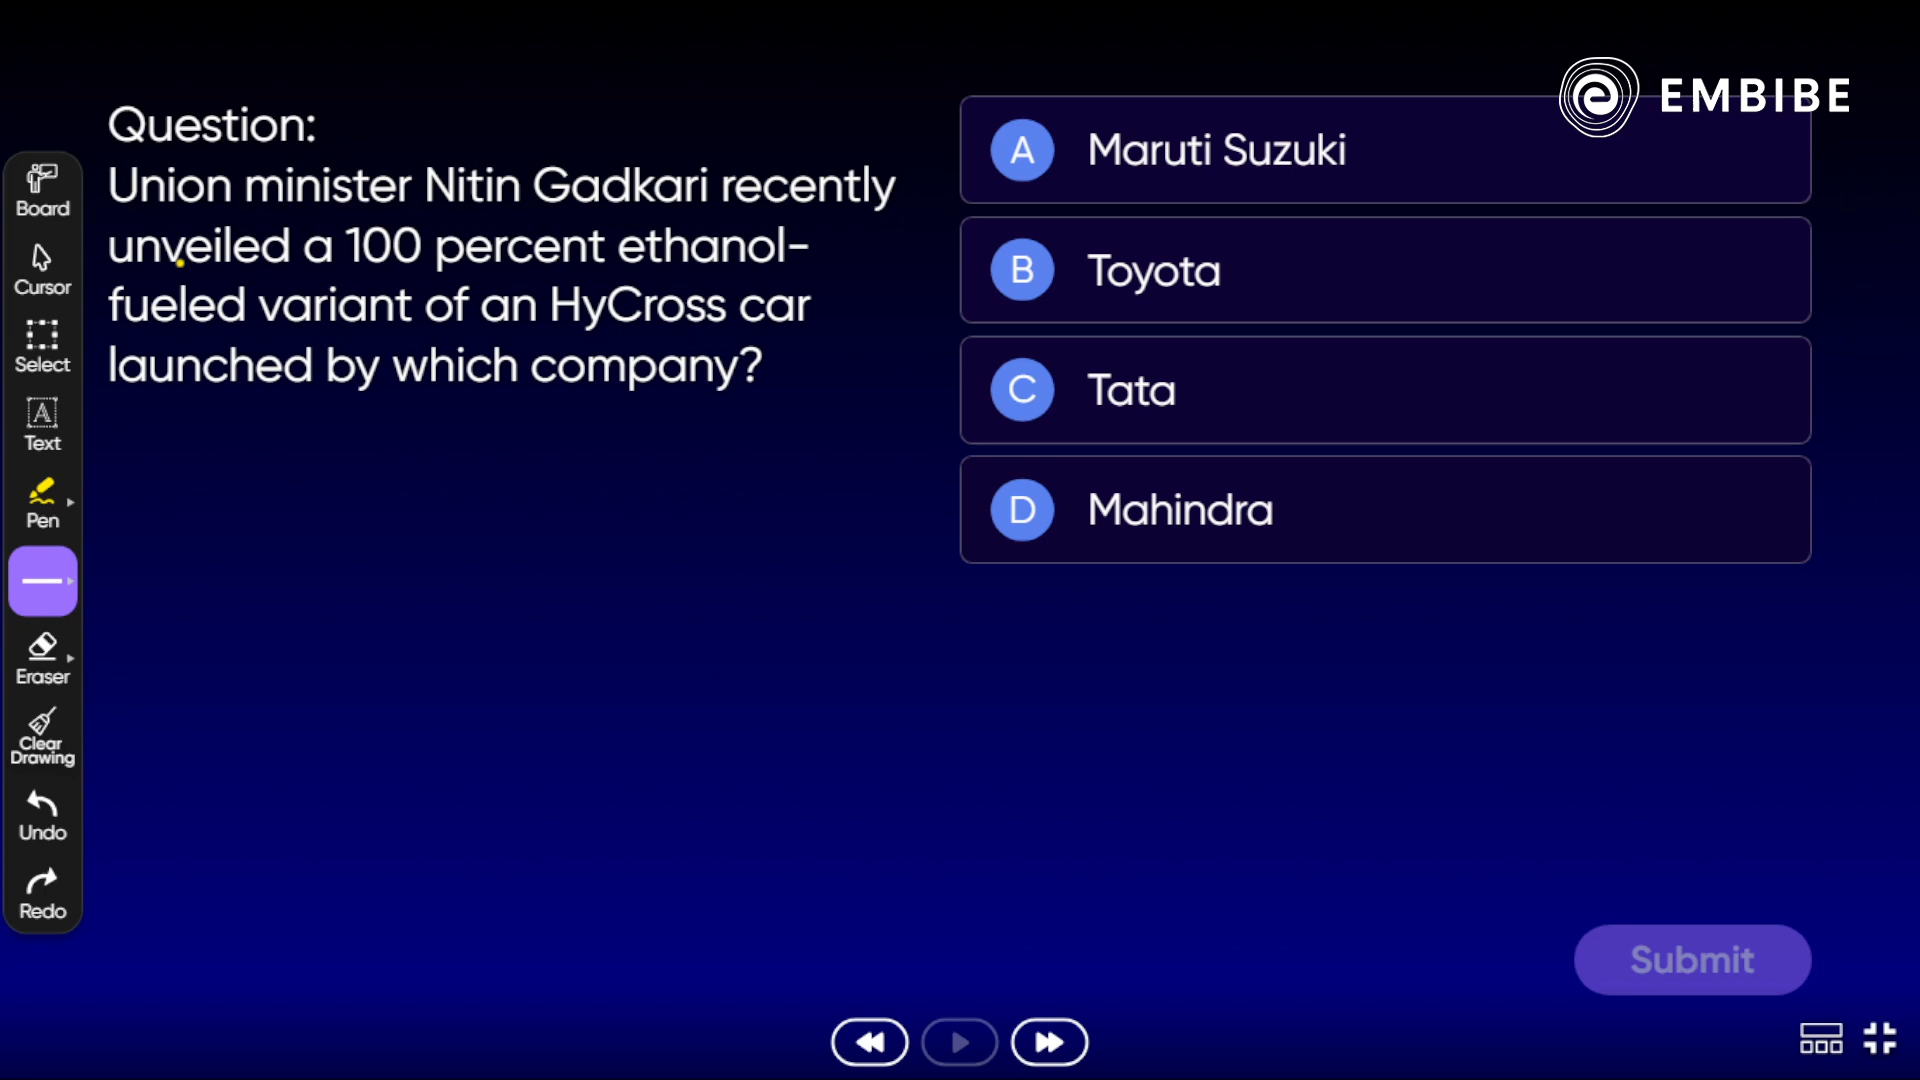 EMBIBE
Question:
Union minister Nitin Gadkari recently
unveiled a 100 percent ethanol-
fueled variant of an HyCross car
launched by which company?
A Maruti Suzuki
B Toyota
C Tata
D Mahindra
Board
Cursor
Select
A
Text
Pen
Eraser
Clear
Drawing
Undo
Redo
Submit